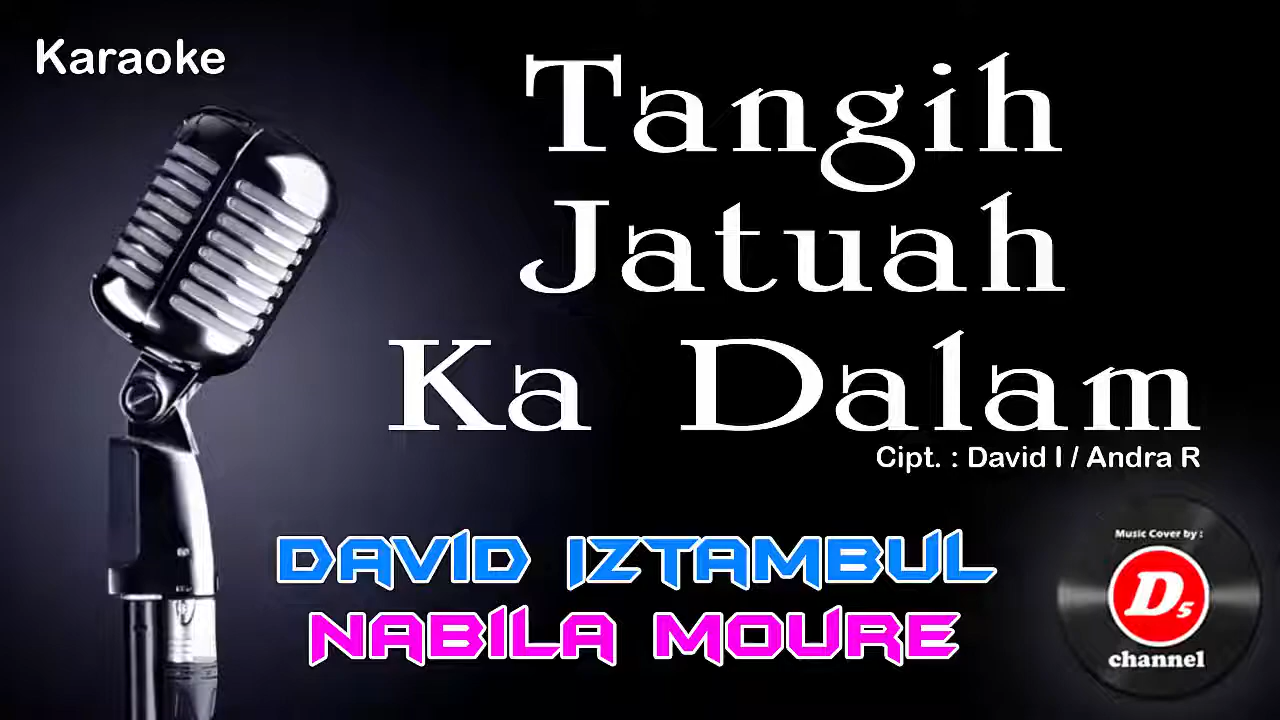 Karaoke
Tangih
Jatuah
Ka Dalam
Cipt. : David I / Andra R
DAVID IZTAMBUL
NABILA MOURE
Music Cover by :
D5
channel